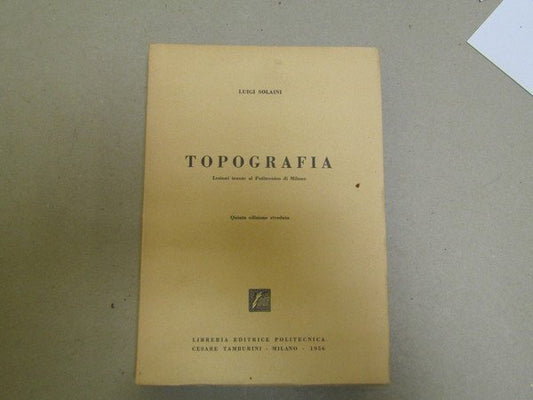 LUIGI SOLAINI
TOPOGRAFIA
Lezioni tenute al Politecnico di Milano
Quinta edizione riveduta
LIBRERIA EDITRICE POLITECNICA
CESARE TAMBURINI - MILANO - 1956